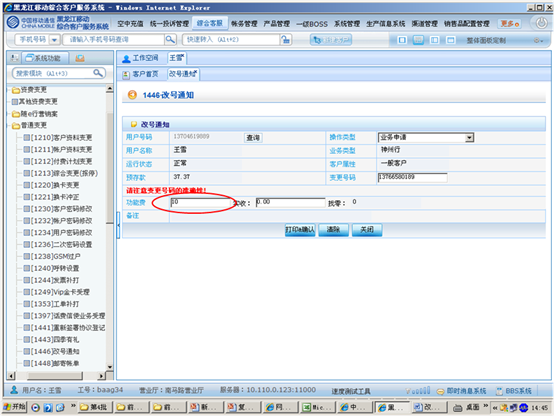 黑龙江移动综合客户服务系统 - Windows Internet Explorer
中国移动通信 CHINA MOBILE 黑龙江移动 综合客户服务系统 空中充值 统一投诉管理 综合客服 账务管理 产品管理 一级BOSS 系统管理 生产信息系统 渠道管理 销售品配置管理 更多
手机号码 请输入手机号码查询 快速转入 (Alt+2) 整体面板定制
系统功能 工作空间 王雪
搜索模块 (Alt+3) 客户首页 改号通知
资费变更
其他资费变更
随e行营销案
普通变更
[1210]客户资料变更
[1211]帐户资料变更
[1212]付费计划变更
[1213]综合变更(报停)
[1220]换卡变更
[1221]换卡冲正
[1230]客户密码修改
[1232]帐户密码修改
[1234]用户密码修改
[1236]二次密码设置
[1238]GSM过户
[1240]呼转设置
[1244]发票补打
[1249]Vip金卡受理
[1353]工单补打
[1397]话费信使业务受理
[1441]重新签署协议登记
[1443]四季有礼
[1446]改号通知
[1448]邮寄帐单
1446-改号通知
改号通知
用户号码 13704519889 查询 操作类型 业务申请
用户名称 王雪 业务类型 神州行
运行状态 正常 客户属性 一般客户
预存款 37.37 变更号码 13766580189
请注意变更号码的准确性!
功能费 10 实收: 0.00 找零: 0
备注
打印&确认 清除 关闭
用户名:王雪 工号:baag34 营业厅:南马路营业厅 服务器:10.110.0.123:11000 速度测试工具 即时消息系统 BBS系统
开始 第4批 前... 前... 新... 复... 网... Mic... 中... 黑... 改... 桌面 14:45